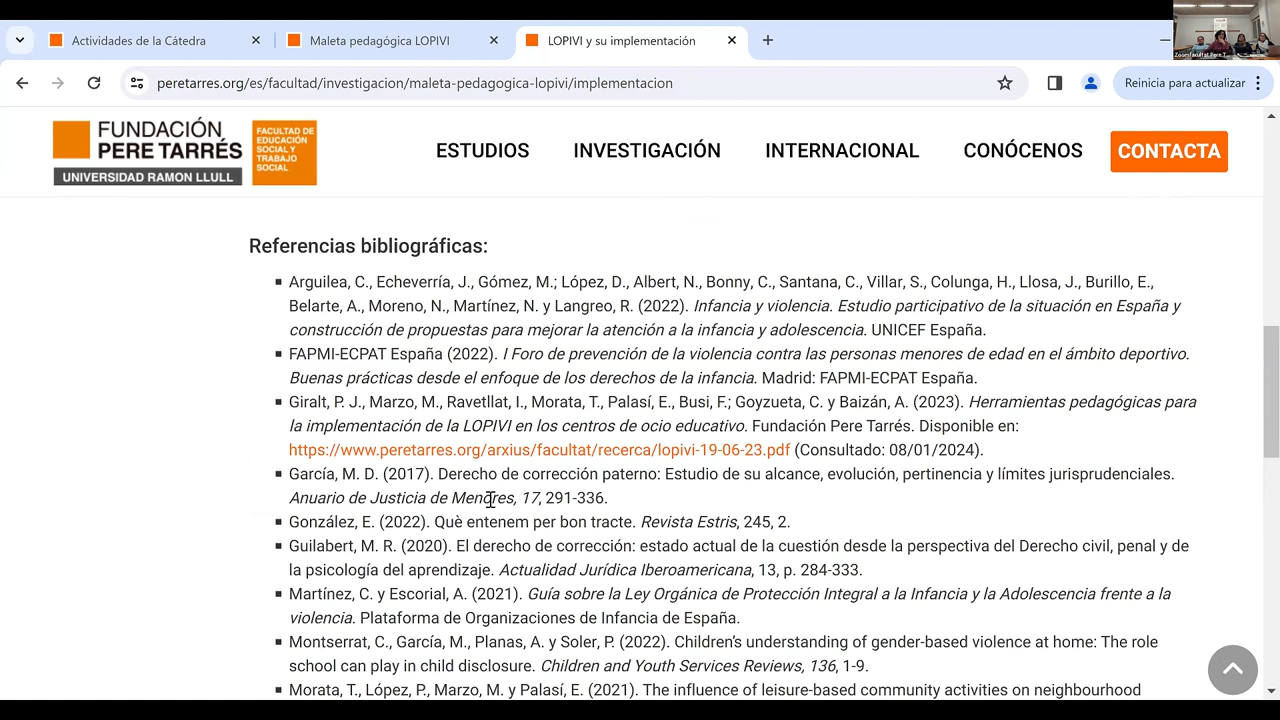 Actividades de la Cátedra
Maleta pedagógica LOPIVI
LOPIVI y su implementación
peretarres.org/es/facultad/investigacion/maleta-pedagogica-lopivi/implementacion
Reinicia para actualizar
FUNDACIÓN
PERE TARRÉS
UNIVERSIDAD RAMON LLULL
FACULTAD DE
EDUCACIÓN
SOCIAL Y
TRABAJO
SOCIAL
ESTUDIOS
INVESTIGACIÓN
INTERNACIONAL
CONÓCENOS
CONTACTA
Referencias bibliográficas:
Arguilea, C., Echeverría, J., Gómez, M.; López, D., Albert, N., Bonny, C., Santana, C., Villar, S., Colunga, H., Llosa, J., Burillo, E.,
Belarte, A., Moreno, N., Martínez, N. y Langreo, R. (2022). Infancia y violencia. Estudio participativo de la situación en España y
construcción de propuestas para mejorar la atención a la infancia y adolescencia. UNICEF España.
FAPMI-ECPAT España (2022). I Foro de prevención de la violencia contra las personas menores de edad en el ámbito deportivo.
Buenas prácticas desde el enfoque de los derechos de la infancia. Madrid: FAPMI-ECPAT España.
Giralt, P. J., Marzo, M., Ravetllat, I., Morata, T., Palasí, E., Busi, F.; Goyzueta, C. y Baizán, A. (2023). Herramientas pedagógicas para
la implementación de la LOPIVI en los centros de ocio educativo. Fundación Pere Tarrés. Disponible en:
https://www.peretarres.org/arxius/facultat/recerca/lopivi-19-06-23.pdf (Consultado: 08/01/2024).
García, M. D. (2017). Derecho de corrección paterno: Estudio de su alcance, evolución, pertinencia y límites jurisprudenciales.
Anuario de Justicia de Menores, 17, 291-336.
González, E. (2022). Què entenem per bon tracte. Revista Estris, 245, 2.
Guilabert, M. R. (2020). El derecho de corrección: estado actual de la cuestión desde la perspectiva del Derecho civil, penal y de
la psicología del aprendizaje. Actualidad Jurídica Iberoamericana, 13, p. 284-333.
Martínez, C. y Escorial, A. (2021). Guía sobre la Ley Orgánica de Protección Integral a la Infancia y la Adolescencia frente a la
violencia. Plataforma de Organizaciones de Infancia de España.
Montserrat, C., García, M., Planas, A. y Soler, P. (2022). Children's understanding of gender-based violence at home: The role
school can play in child disclosure. Children and Youth Services Reviews, 136, 1-9.
Morata, T., López, P., Marzo, M. y Palasí, E. (2021). The influence of leisure-based community activities on neighbourhood